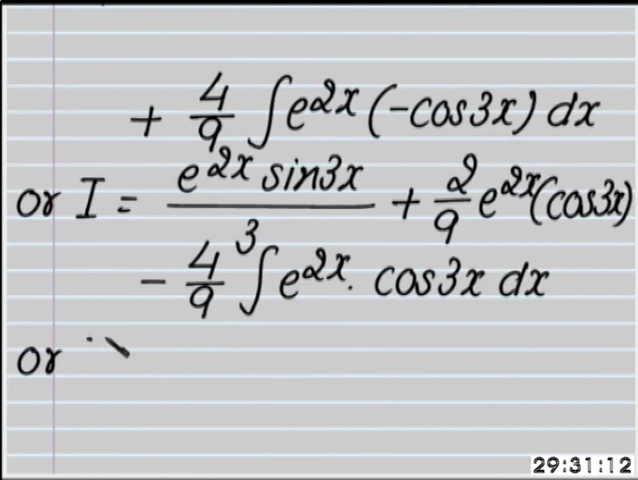 + 4/9 ∫e^2x (-cos3x) dx
or I = e^2x sin3x / 3 + 2/9 e^2x(cos3x)
- 4/9 ∫e^2x. cos3x dx
or
29:31:12